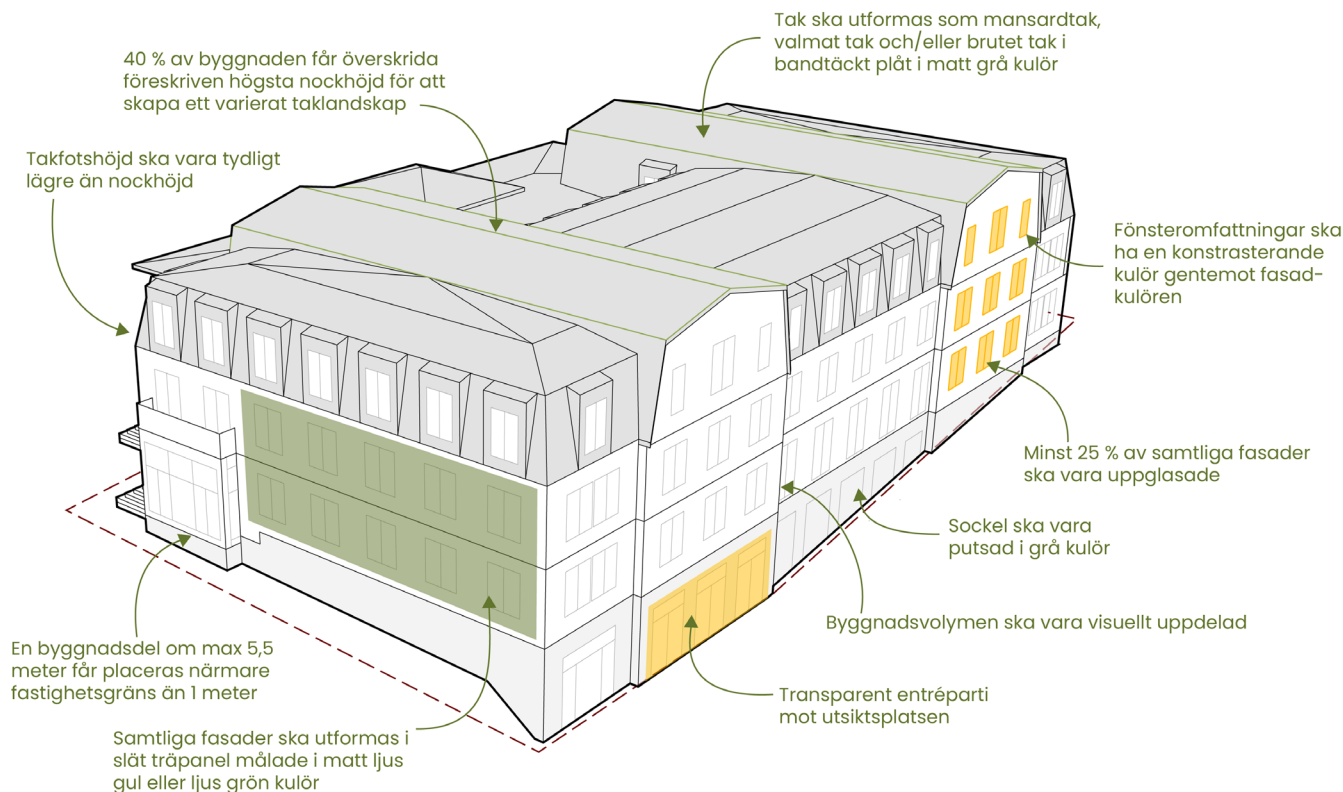 Tak ska utformas som mansardtak,
valmat tak och/eller brutet tak i
bandtäckt plåt i matt grå kulör
40 % av byggnaden får överskrida
föreskriven högsta nockhöjd för att
skapa ett varierat taklandskap
Takfotshöjd ska vara tydligt
lägre än nockhöjd
Fönsteromfattningar ska
ha en konstrasterande
kulör gentemot fasad-
kulören
Minst 25 % av samtliga fasader
ska vara uppglasade
Sockel ska vara
putsad i grå kulör
Byggnadsvolymen ska vara visuellt uppdelad
En byggnadsdel om max 5,5
meter får placeras närmare
fastighetsgräns än 1 meter
Transparent entréparti
mot utsiktsplatsen
Samtliga fasader ska utformas i
slät träpanel målade i matt ljus
gul eller ljus grön kulör